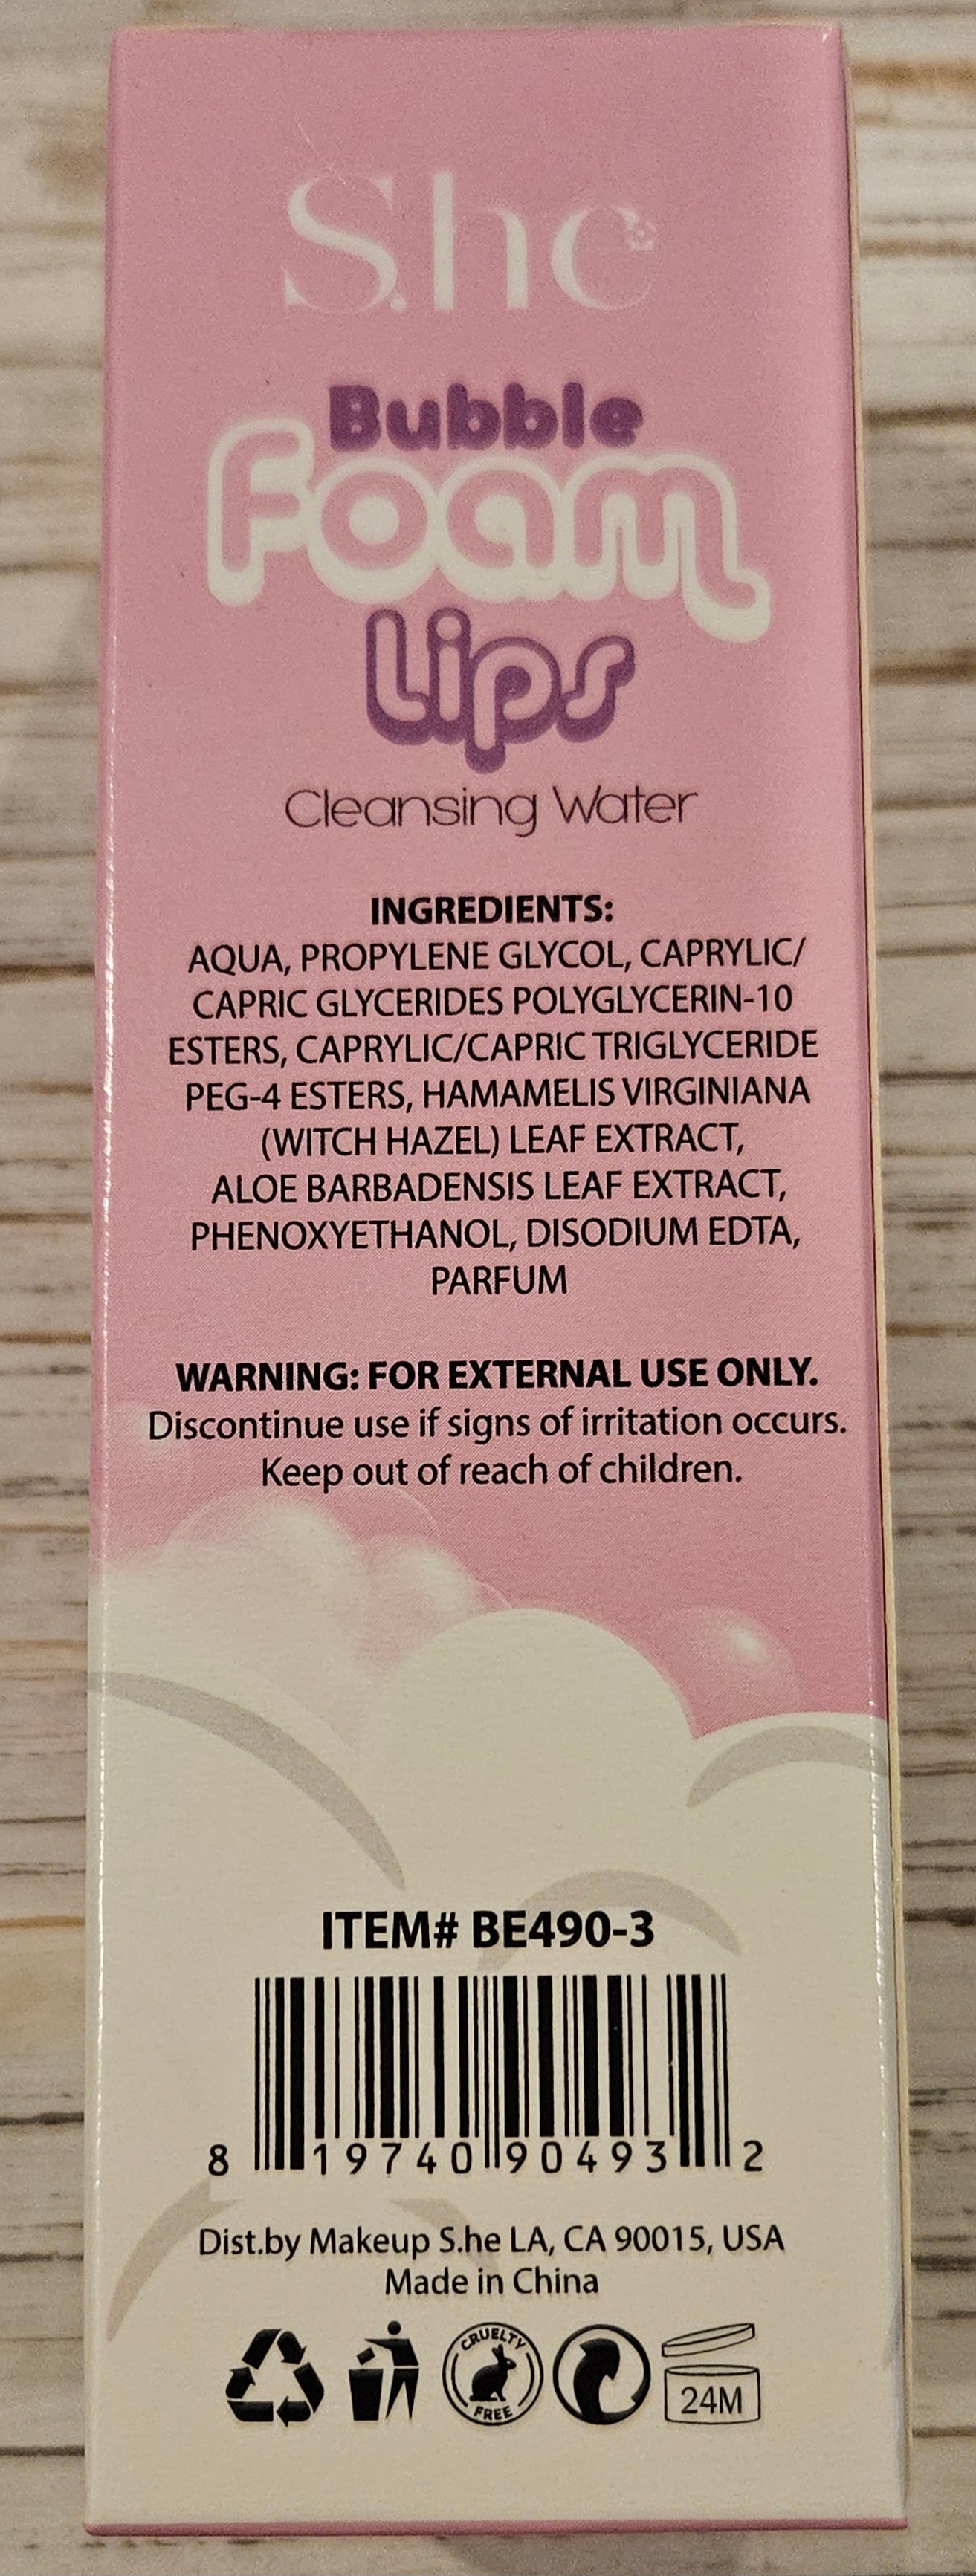 S.he
Bubble
Foam
Lips
Cleansing Water
INGREDIENTS:
AQUA, PROPYLENE GLYCOL, CAPRYLIC/
CAPRIC GLYCERIDES POLYGLYCERIN-10
ESTERS, CAPRYLIC/CAPRIC TRIGLYCERIDE
PEG-4 ESTERS, HAMAMELIS VIRGINIANA
(WITCH HAZEL) LEAF EXTRACT,
ALOE BARBADENSIS LEAF EXTRACT,
PHENOXYETHANOL, DISODIUM EDTA,
PARFUM
WARNING: FOR EXTERNAL USE ONLY.
Discontinue use if signs of irritation occurs.
Keep out of reach of children.
ITEM# BE490-3
8 19740 90493 2
Dist.by Makeup S.he LA, CA 90015, USA
Made in China
CRUELTY
FREE
24M